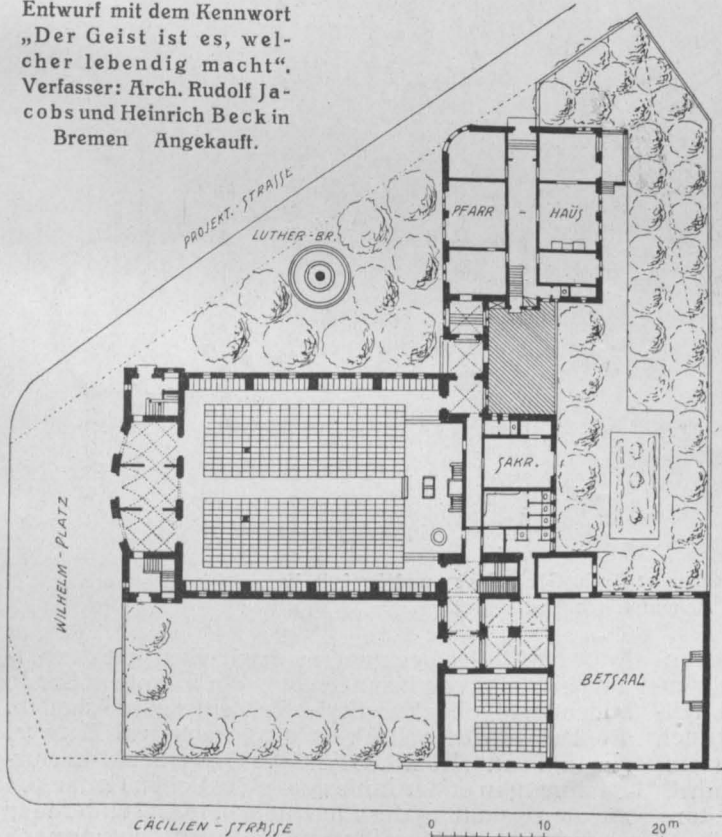 Entwurf mit dem Kennwort
„Der Geist ist es, wel-
cher lebendig macht“.
Verfasser: Arch. Rudolf Ja-
cobs und Heinrich Beck in
Bremen Angekauft.
PROJEKT. STRASSE
LUTHER-BR.
PFARR - HAUS
SAKR.
WILHELM-PLATZ
BETSAAL
CÄCILIEN-STRASSE
0 10 20m